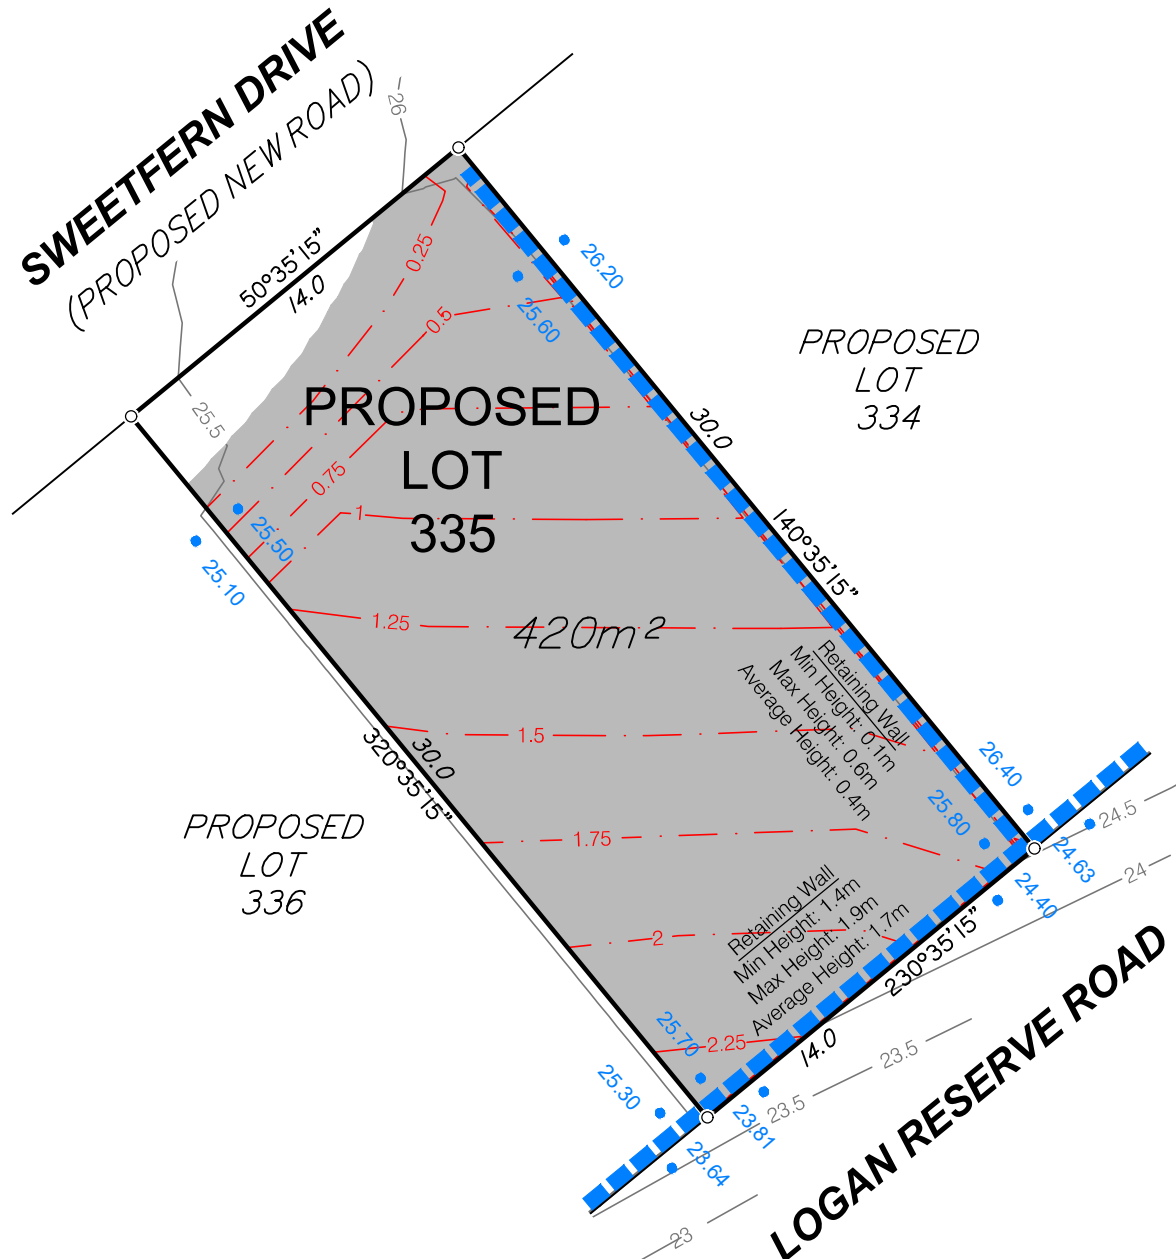 SWEETFERN DRIVE
(PROPOSED NEW ROAD)
26
50°35'15"
14.0
0.25
26.20
25.60
0.5
PROPOSED
LOT
334
25.5
PROPOSED
LOT
335
30.0
0.75
1
140°35'15"
25.50
25.10
1.25
420m²
Retaining Wall
Min Height: 0.1m
Max Height: 0.6m
Average Height: 0.4m
1.5
30.0
320°35'15"
26.40
25.80
24.5
PROPOSED
LOT
336
1.75
24.63
24
24.40
Retaining Wall
Min Height: 1.4m
Max Height: 1.9m
Average Height: 1.7m
2
230°35'15"
LOGAN RESERVE ROAD
25.70
2.25
14.0
23.5
25.30
23.81
23.5
23.64
23